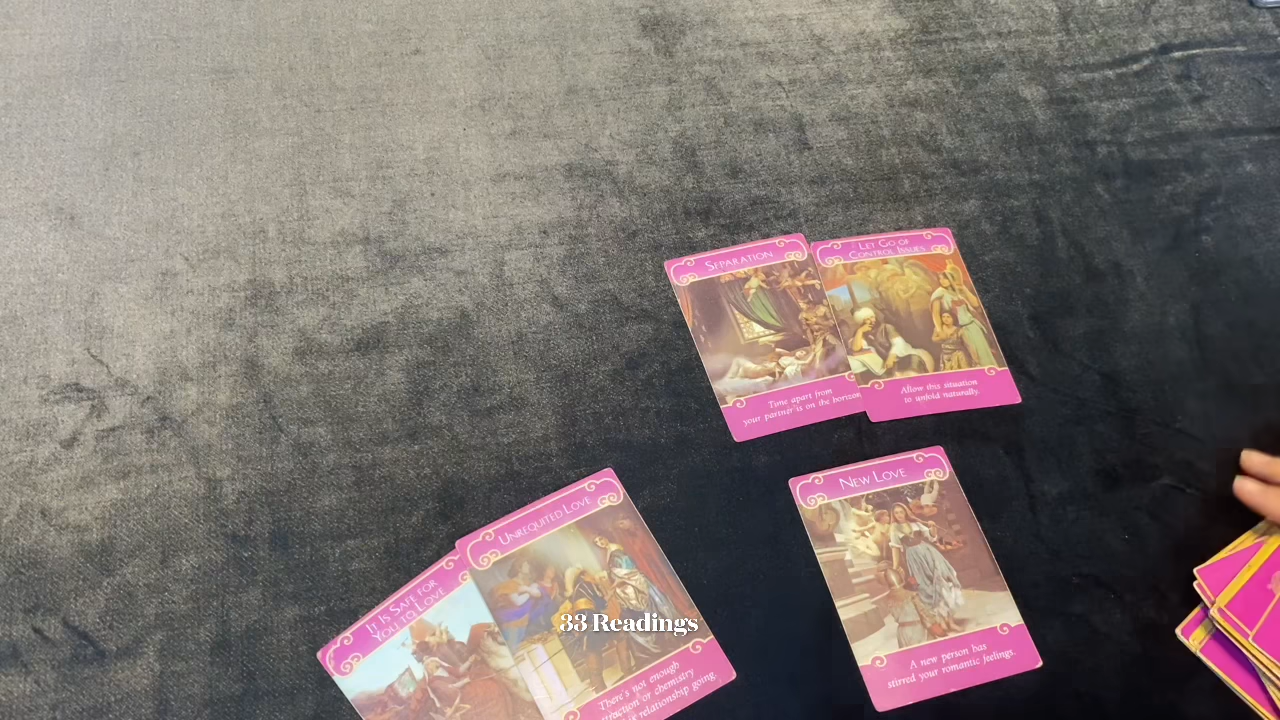 SEPARATION
Time apart from
your partner is on the horizon
LET GO OF
CONTROL ISSUES
Allow this situation
to unfold naturally.
NEW LOVE
A new person has
stirred your romantic feelings.
UNREQUITED LOVE
There's not enough
attraction or chemistry
relationship going.
IT IS SAFE FOR
YOU TO LOVE
33 Readings